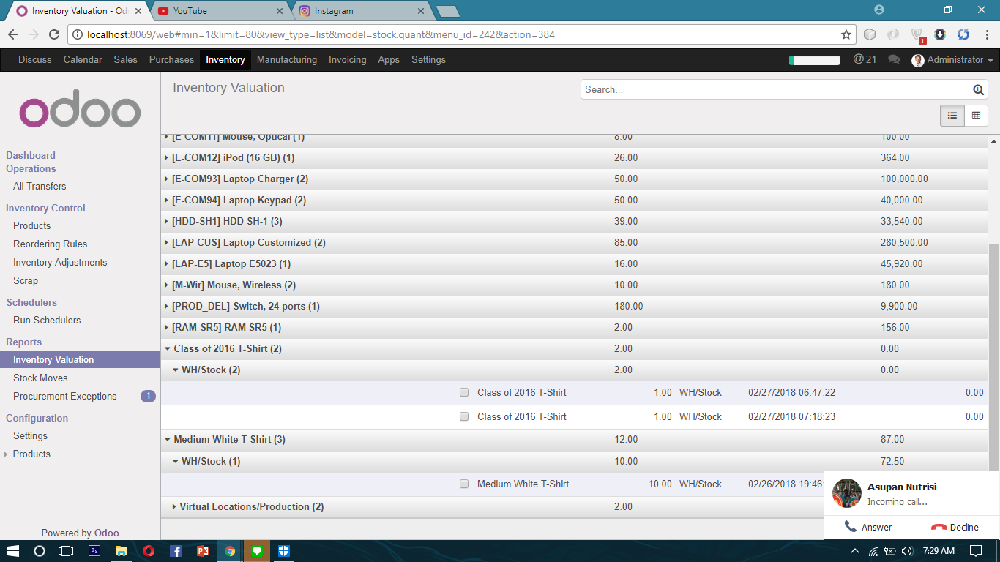 Inventory Valuation - Od
YouTube
Instagram
localhost:8069/web#min=1&limit=80&view_type=list&model=stock.quant&menu_id=242&action=384
1
Discuss Calendar Sales Purchases Inventory Manufacturing Invoicing Apps Settings @ 21 Administrator
odoo
Inventory Valuation
Search...
Dashboard
Operations
All Transfers
Inventory Control
Products
Reordering Rules
Inventory Adjustments
Scrap
Schedulers
Run Schedulers
Reports
Inventory Valuation
Stock Moves
Procurement Exceptions 1
Configuration
Settings
Products
Powered by Odoo
[E-COM11] Mouse, Optical (1) 8.00 100.00
[E-COM12] iPod (16 GB) (1) 26.00 364.00
[E-COM93] Laptop Charger (2) 50.00 100,000.00
[E-COM94] Laptop Keypad (2) 50.00 40,000.00
[HDD-SH1] HDD SH-1 (3) 39.00 33,540.00
[LAP-CUS] Laptop Customized (2) 85.00 280,500.00
[LAP-E5] Laptop E5023 (1) 16.00 45,920.00
[M-Wir] Mouse, Wireless (2) 10.00 180.00
[PROD_DEL] Switch, 24 ports (1) 180.00 9,900.00
[RAM-SR5] RAM SR5 (1) 2.00 156.00
Class of 2016 T-Shirt (2) 2.00 0.00
WH/Stock (2) 2.00 0.00
Class of 2016 T-Shirt 1.00 WH/Stock 02/27/2018 06:47:22 0.00
Class of 2016 T-Shirt 1.00 WH/Stock 02/27/2018 07:18:23 0.00
Medium White T-Shirt (3) 12.00 87.00
WH/Stock (1) 10.00 72.50
Medium White T-Shirt 10.00 WH/Stock 02/26/2018 19:46:
Virtual Locations/Production (2) 2.00
Asupan Nutrisi
Incoming call...
Answer Decline
Ps
7:29 AM